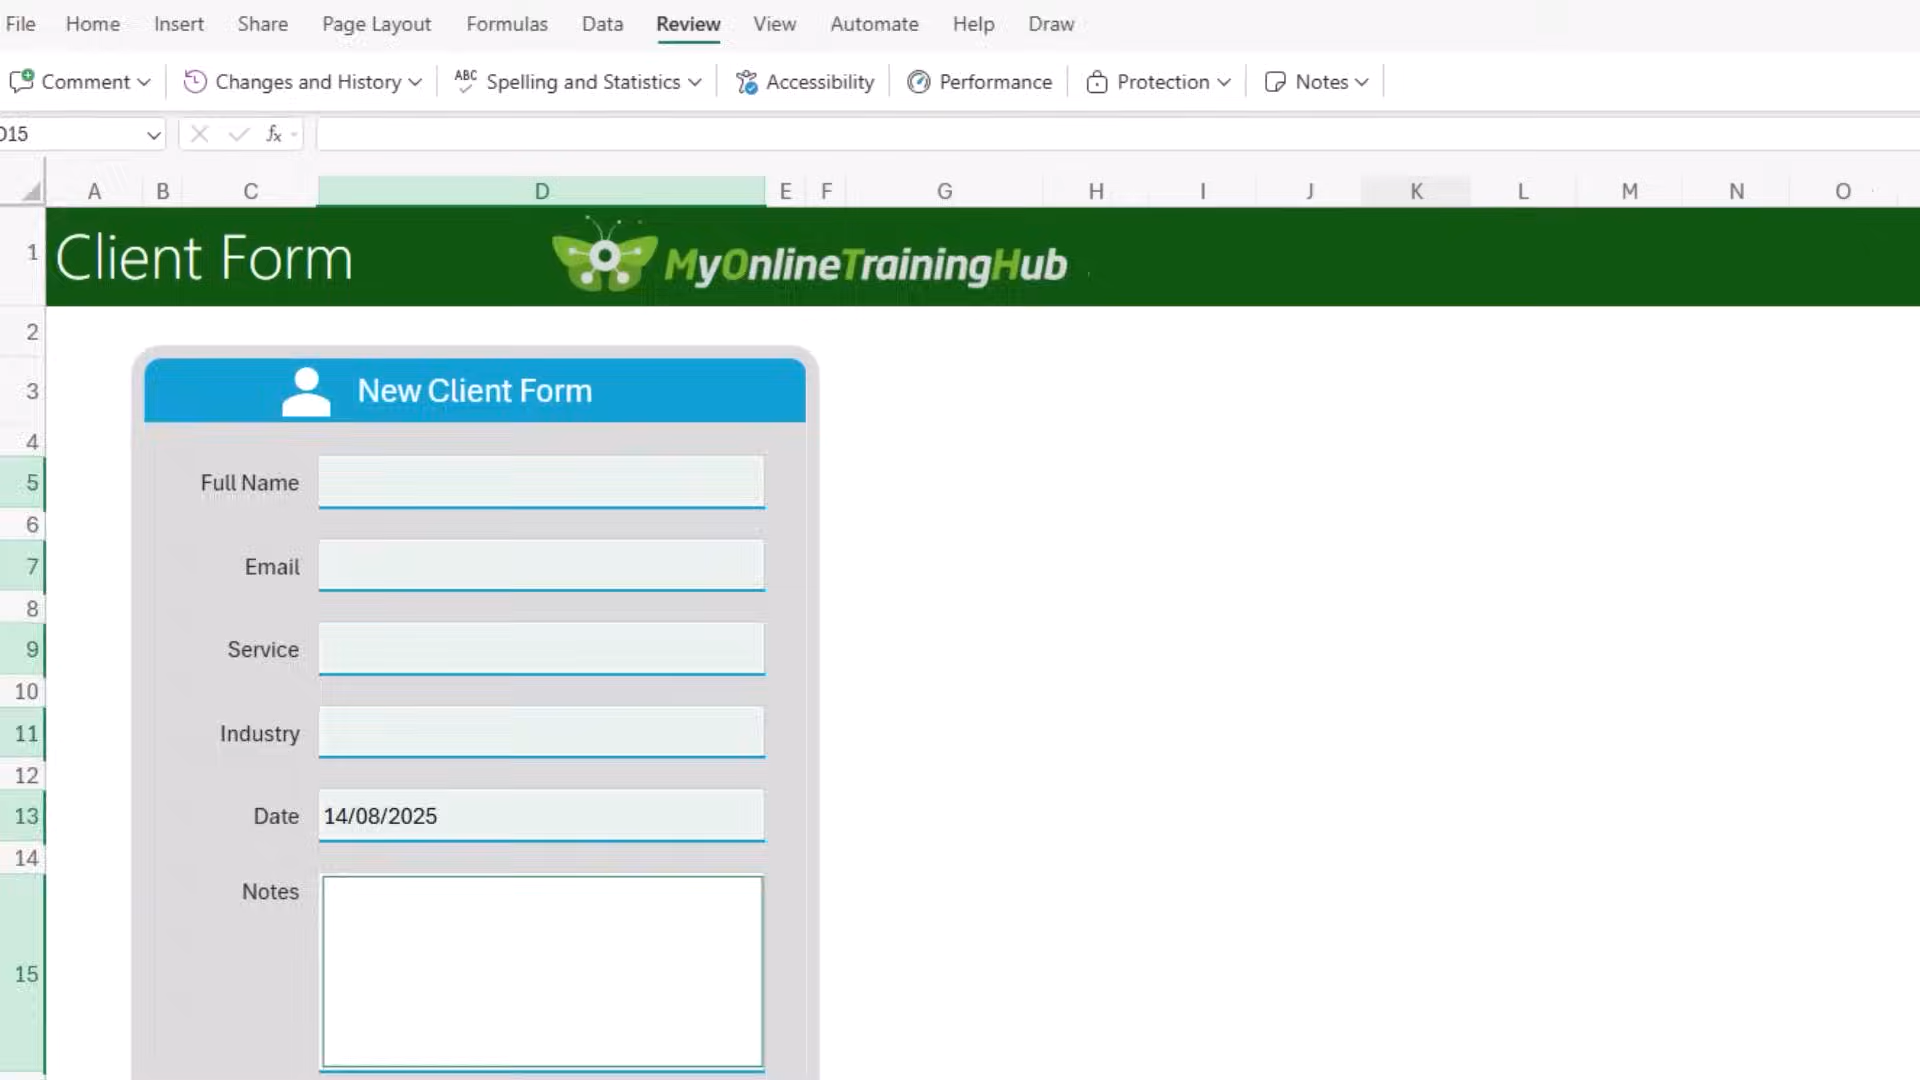 File Home Insert Share Page Layout Formulas Data Review View Automate Help Draw
Comment Changes and History ABC Spelling and Statistics Accessibility Performance Protection Notes
D15 fx
A B C D E F G H I J K L M N O
1 Client Form MyOnlineTrainingHub
2
3 New Client Form
4
5 Full Name
6
7 Email
8
9 Service
10
11 Industry
12
13 Date 14/08/2025
14
Notes
15